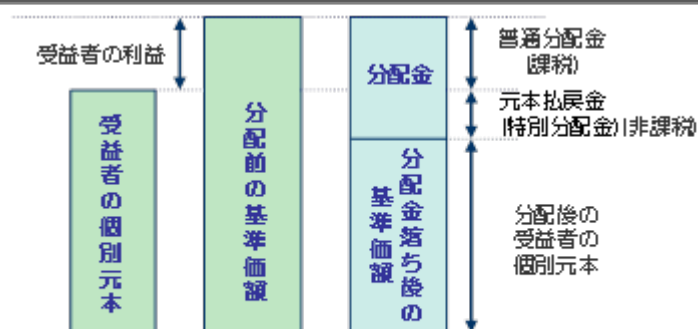 受益者の利益
受益者の個別元本
分配前の基準価額
分配金
分配金落ち後の
基準価額
普通分配金
(課税)
元本払戻金
(特別分配金)(非課税)
分配後の
受益者の
個別元本